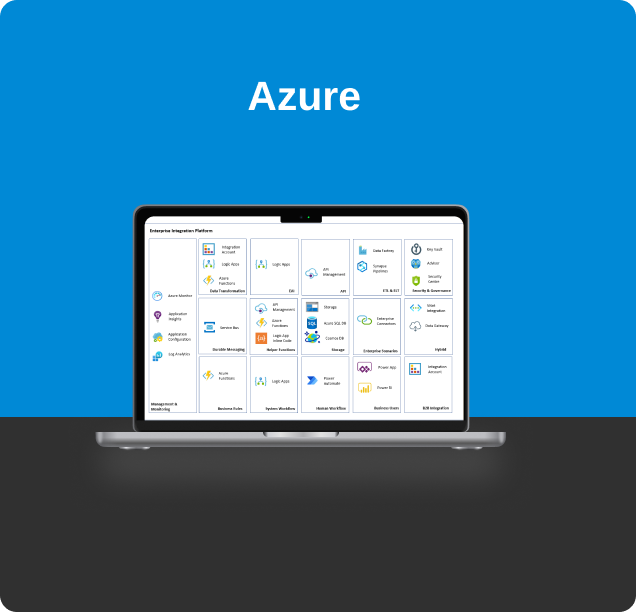 Azure
Enterprise Integration Platform
Azure Monitor
Application
Insights
Application
Configuration
Log Analytics
Management &
Monitoring
Integration
Account
Logic Apps
Azure
Functions
Data Transformation
Logic Apps
EAI
API
Management
API
Data Factory
Synapse
Pipelines
ETL & ELT
Key Vault
Advisor
Security
Center
Security & Governance
Service Bus
Durable Messaging
API
Management
Azure
Functions
Logic App
Inline Code
Helper Functions
Storage
Azure SQL DB
Cosmos DB
Storage
Enterprise
Connectors
Enterprise Scenarios
VNet
Integration
Data Gateway
Hybrid
Azure
Functions
Business Rules
Logic Apps
System Workflow
Power
Automate
Human Workflow
Power App
Power BI
Business Users
Integration
Account
B2B Integration